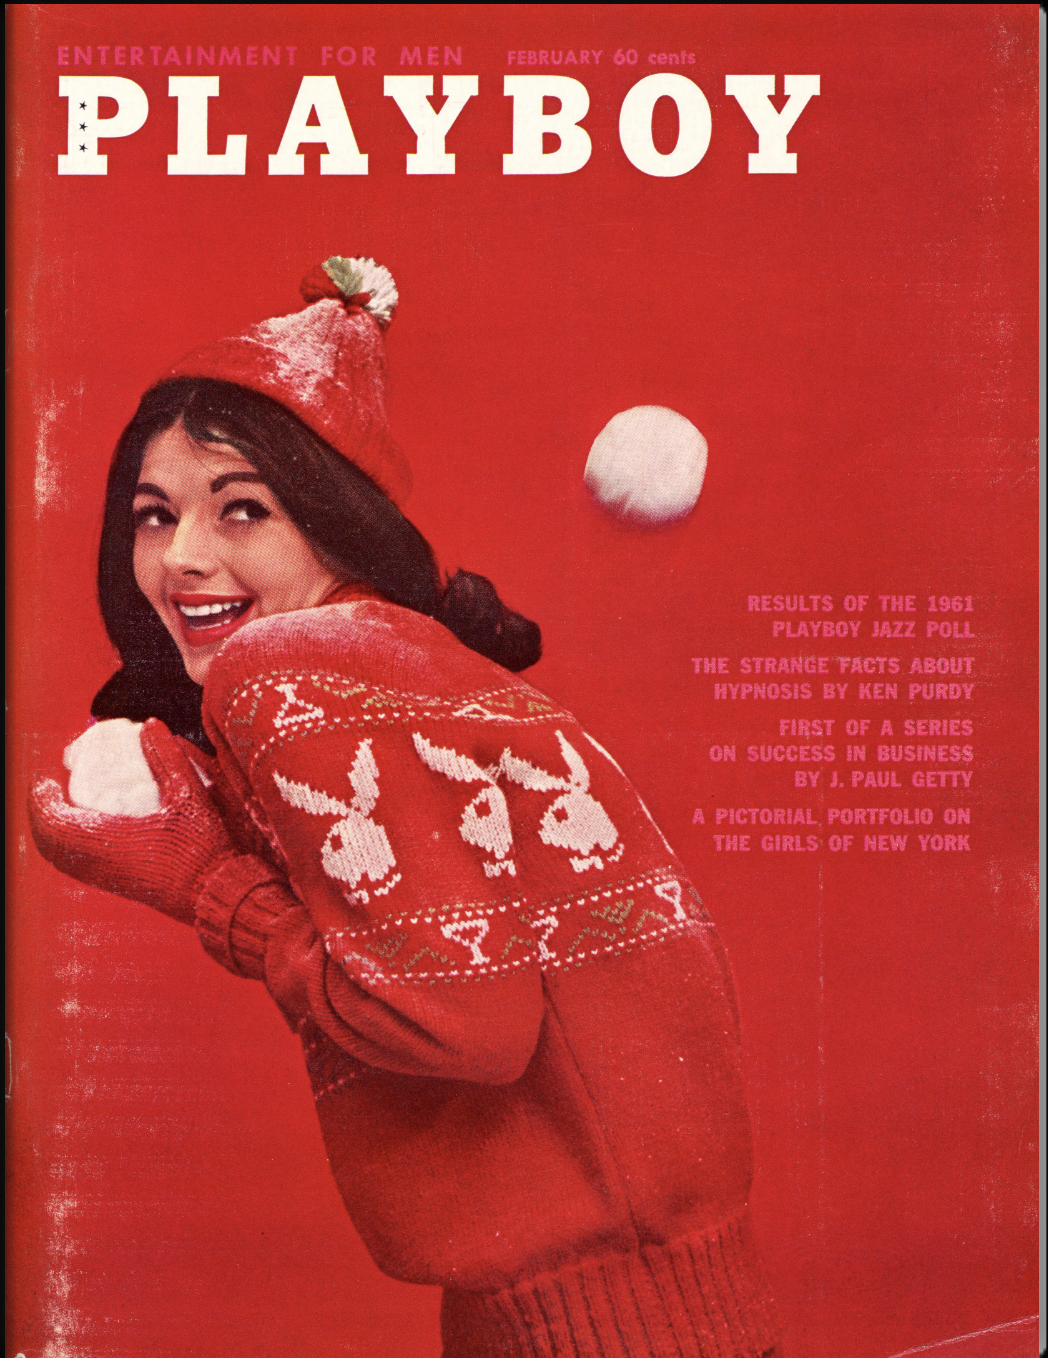 ENTERTAINMENT FOR MEN FEBRUARY 60 cents
PLAYBOY
RESULTS OF THE 1961
PLAYBOY JAZZ POLL
THE STRANGE FACTS ABOUT
HYPNOSIS BY KEN PURDY
FIRST OF A SERIES
ON SUCCESS IN BUSINESS
BY J. PAUL GETTY
A PICTORIAL PORTFOLIO ON
THE GIRLS OF NEW YORK